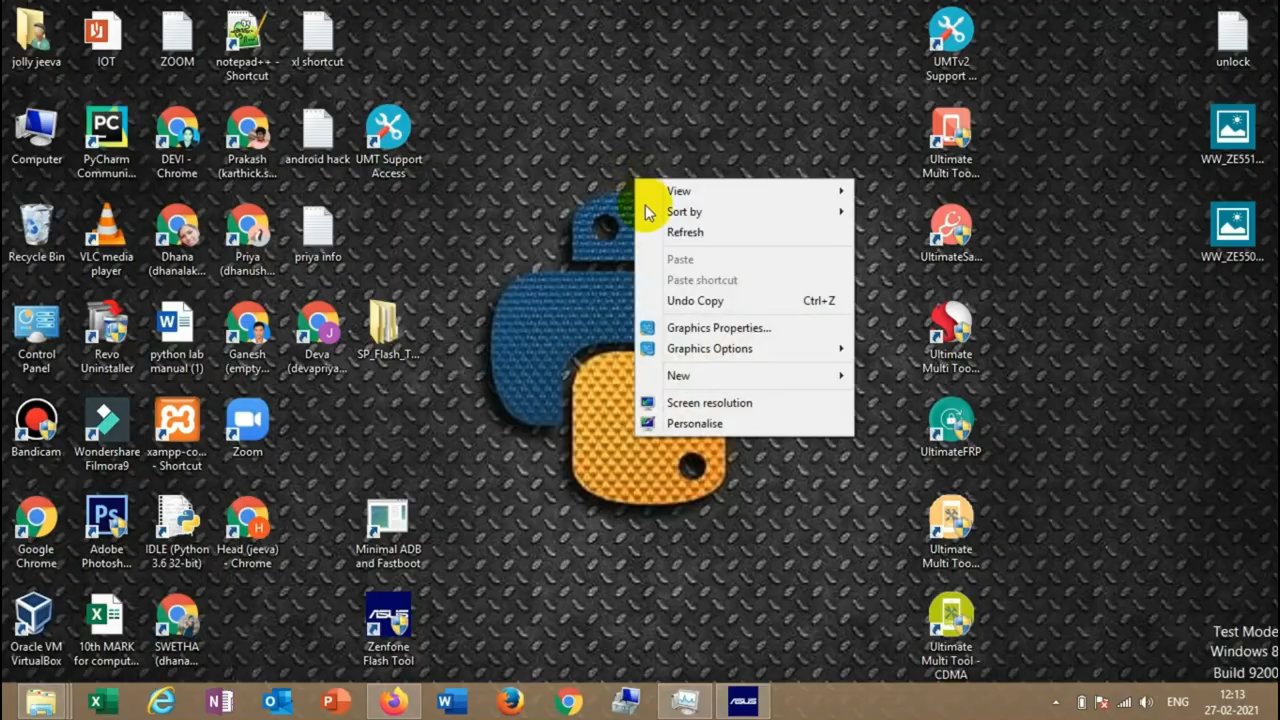 jolly jeeva
IOT
ZOOM
notepad++ -
Shortcut
xl shortcut
UMTv2
Support ...
unlock
Computer
PC
PyCharm
Communi...
DEVI -
Chrome
Prakash
(karthick.s...
android hack
UMT Support
Access
Ultimate
Multi Too...
WW_ZE551...
View
Sort by
Refresh
Paste
Paste shortcut
Undo Copy Ctrl+Z
Graphics Properties...
Graphics Options
New
Screen resolution
Personalise
Recycle Bin
VLC media
player
Dhana
(dhanalak...
Priya
(dhanush...
priya info
UltimateSa...
WW_ZE550...
Control
Panel
Revo
Uninstaller
python lab
manual (1)
Ganesh
(empty...
J
Deva
(devapriya...
SP_Flash_T...
Ultimate
Multi Too...
Bandicam
Wondershare
Filmora9
xampp-co...
- Shortcut
Zoom
UltimateFRP
Google
Chrome
Ps
Adobe
Photosh...
IDLE (Python
3.6 32-bit)
H
Head (jeeva)
- Chrome
Minimal ADB
and Fastboot
Ultimate
Multi Too...
Oracle VM
VirtualBox
10th MARK
for comput...
SWETHA
(dhana...
ASUS
Zenfone
Flash Tool
Ultimate
Multi Tool -
CDMA
Test Mode
Windows 8
Build 9200
ASUS
ENG
12:13
27-02-2021